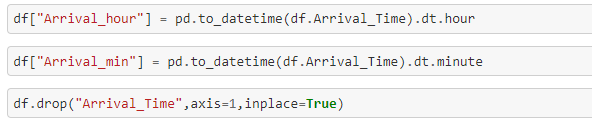 df["Arrival_hour"] = pd.to_datetime(df.Arrival_Time).dt.hour
df["Arrival_min"] = pd.to_datetime(df.Arrival_Time).dt.minute
df.drop("Arrival_Time",axis=1,inplace=True)